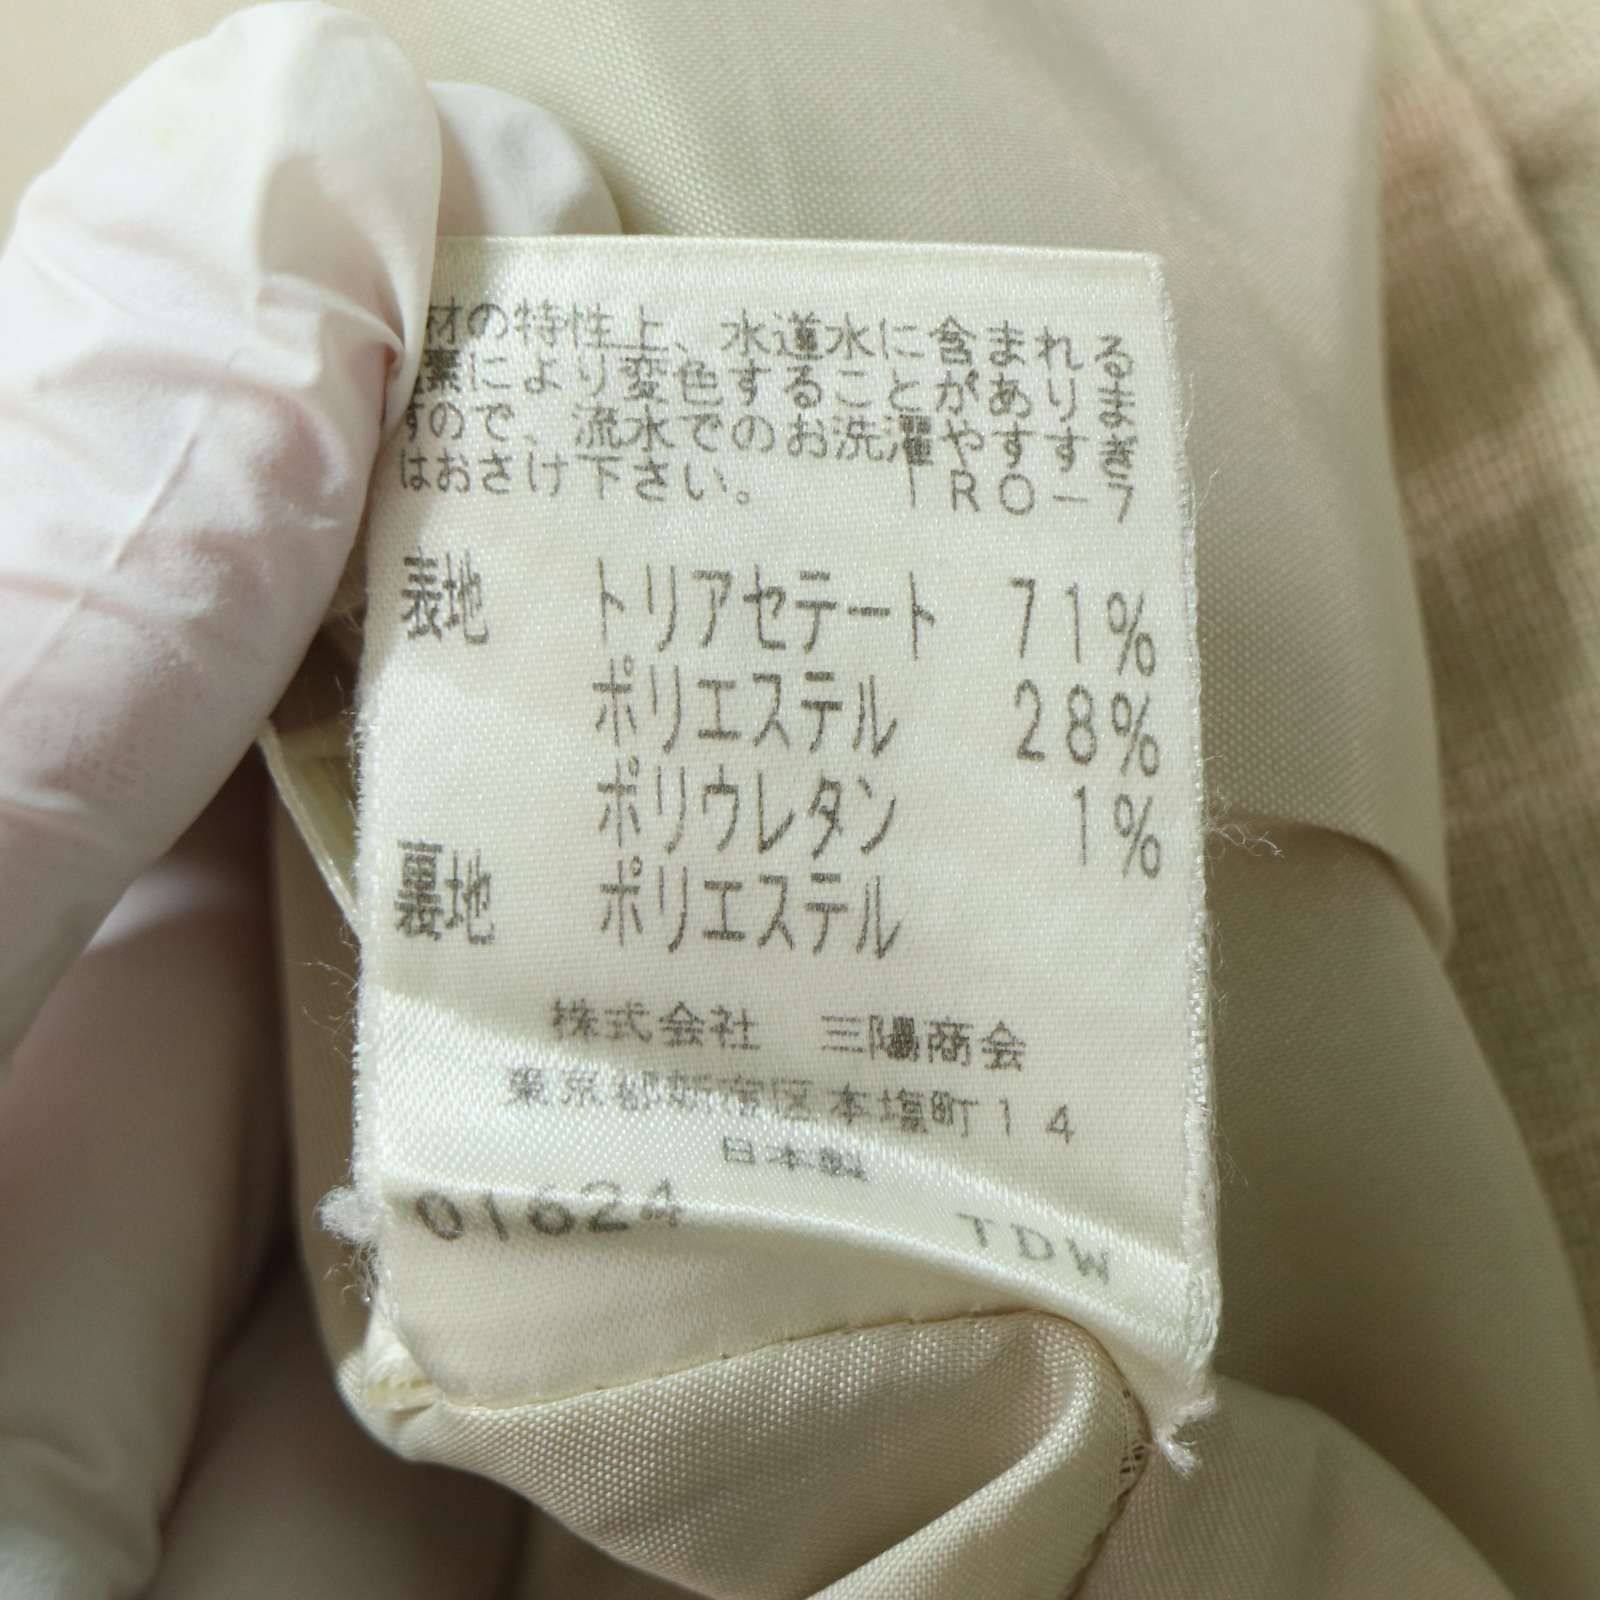 材の特性上、水道水に含まれる
素により変色することがありま
すので、流水でのお洗濯やすすぎ
はおさけ下さい。 IRO-7
表地 トリアセテート 71%
ポリエステル 28%
ポリウレタン 1%
裏地 ポリエステル
株式会社 三陽商会
東京都新宿区本塩町14
日本製
01624 TDW